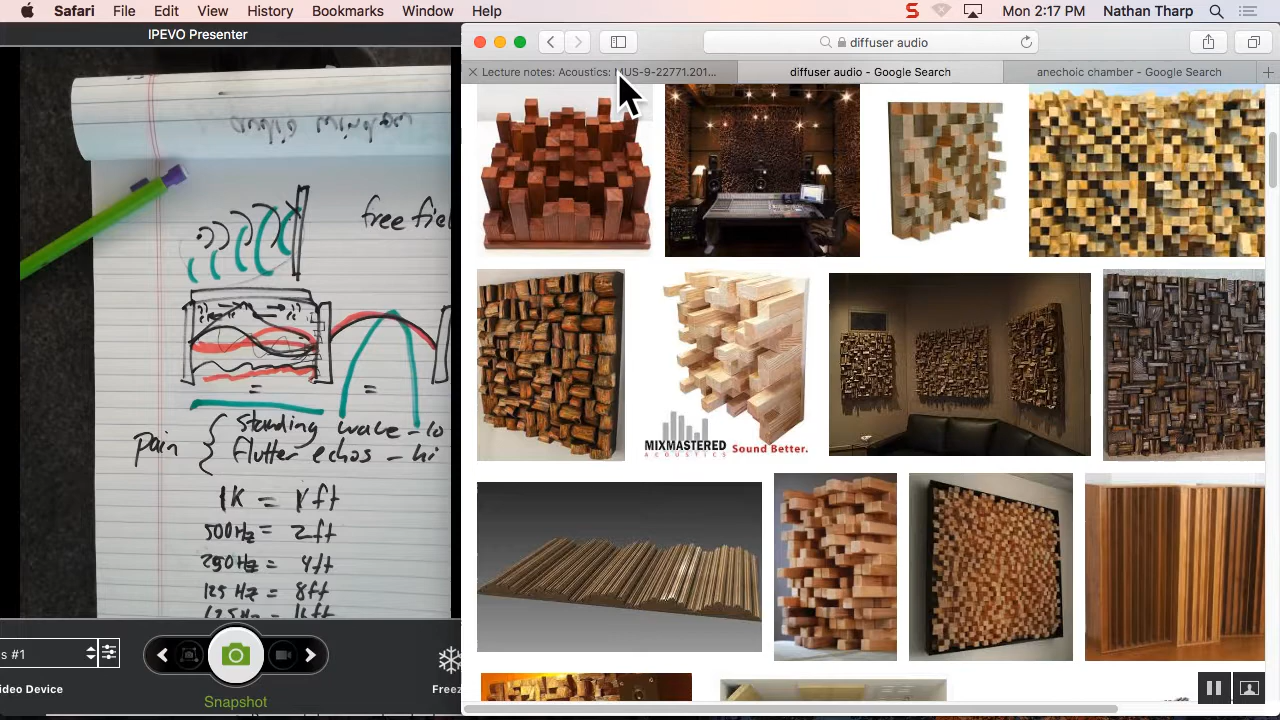 Safari File Edit View History Bookmarks Window Help
Mon 2:17 PM Nathan Tharp
IPEVO Presenter
diffuser audio
Lecture notes: Acoustics: MUS-9-22771.201...
diffuser audio - Google Search
anechoic chamber - Google Search
free fiel
pain
standing wave - lo
flutter echos - hi
1K = 1ft
500Hz = 2ft
250Hz = 4ft
125 Hz = 8ft
MIXMASTERED
ACOUSTICS
Sound Better.
s #1
ideo Device
Snapshot
Freez